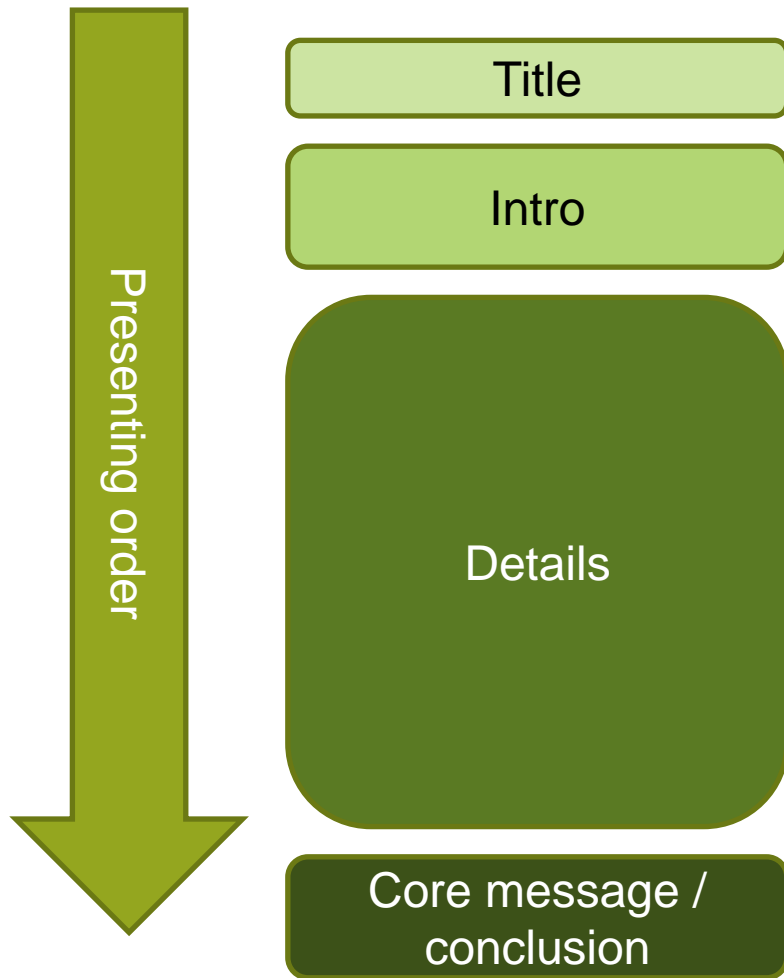 Title
Intro
Presenting order
Details
Core message /
conclusion